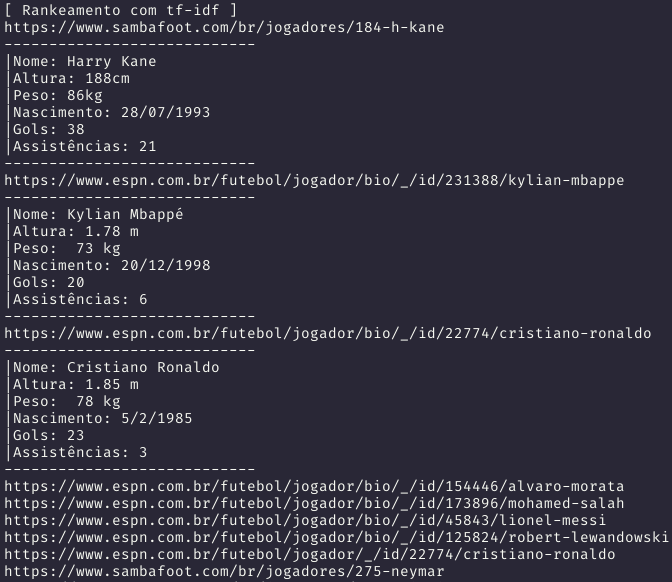 [ Rankeamento com tf-idf ]
https://www.sambafoot.com/br/jogadores/184-h-kane
----------------------------
|Nome: Harry Kane
|Altura: 188cm
|Peso: 86kg
|Nascimento: 28/07/1993
|Gols: 38
|Assistências: 21
----------------------------
https://www.espn.com.br/futebol/jogador/bio/_/id/231388/kylian-mbappe
----------------------------
|Nome: Kylian Mbappé
|Altura: 1.78 m
|Peso:  73 kg
|Nascimento: 20/12/1998
|Gols: 20
|Assistências: 6
----------------------------
https://www.espn.com.br/futebol/jogador/bio/_/id/22774/cristiano-ronaldo
----------------------------
|Nome: Cristiano Ronaldo
|Altura: 1.85 m
|Peso:  78 kg
|Nascimento: 5/2/1985
|Gols: 23
|Assistências: 3
----------------------------
https://www.espn.com.br/futebol/jogador/bio/_/id/154446/alvaro-morata
https://www.espn.com.br/futebol/jogador/bio/_/id/173896/mohamed-salah
https://www.espn.com.br/futebol/jogador/bio/_/id/45843/lionel-messi
https://www.espn.com.br/futebol/jogador/bio/_/id/125824/robert-lewandowski
https://www.espn.com.br/futebol/jogador/_/id/22774/cristiano-ronaldo
https://www.sambafoot.com/br/jogadores/275-neymar